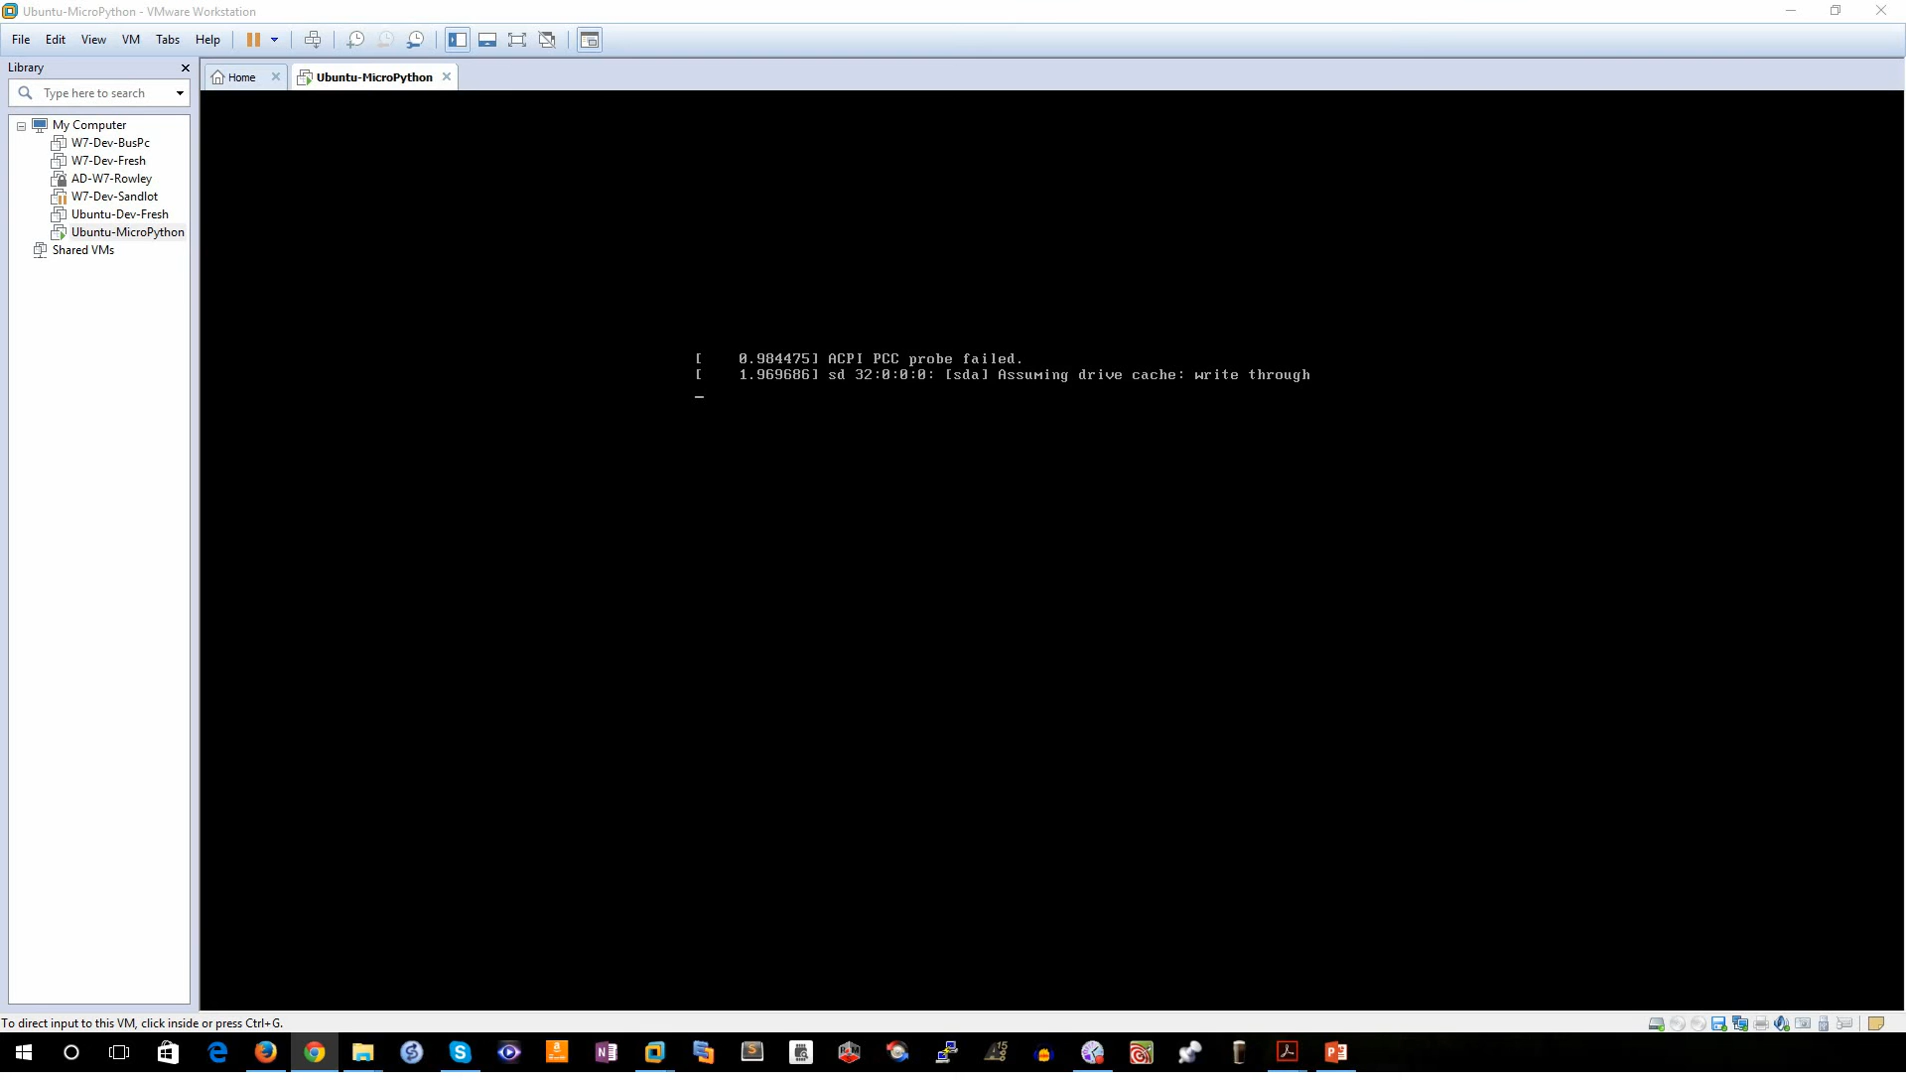 Ubuntu-MicroPython - VMware Workstation
File Edit View VM Tabs Help
Library
Home
Ubuntu-MicroPython
Type here to search
My Computer
W7-Dev-BusPc
W7-Dev-Fresh
AD-W7-Rowley
W7-Dev-Sandlot
Ubuntu-Dev-Fresh
Ubuntu-MicroPython
Shared VMs
[    0.984475] ACPI PCC probe failed.
[    1.969686] sd 32:0:0:0: [sda] Assuming drive cache: write through
_
To direct input to this VM, click inside or press Ctrl+G.